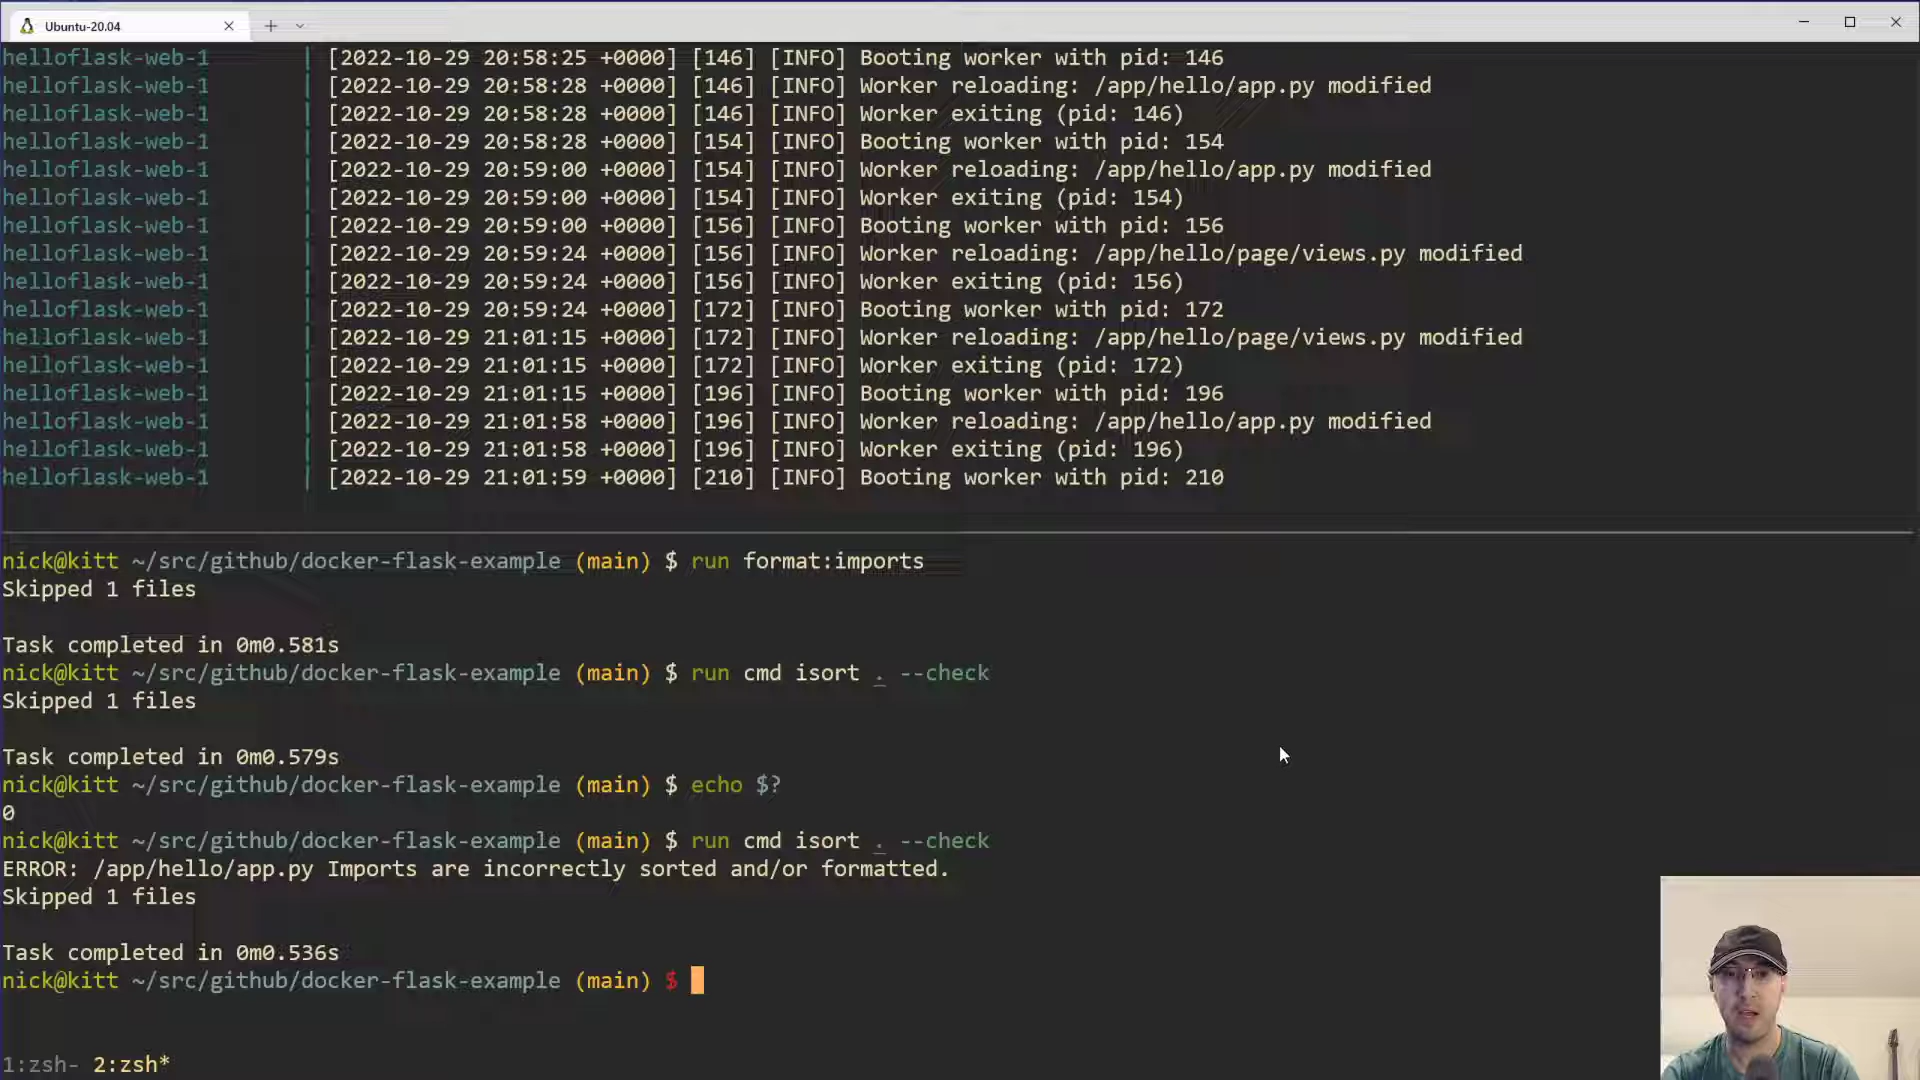 Ubuntu-20.04
helloflask-web-1 | [2022-10-29 20:58:25 +0000] [146] [INFO] Booting worker with pid: 146
helloflask-web-1 | [2022-10-29 20:58:28 +0000] [146] [INFO] Worker reloading: /app/hello/app.py modified
helloflask-web-1 | [2022-10-29 20:58:28 +0000] [146] [INFO] Worker exiting (pid: 146)
helloflask-web-1 | [2022-10-29 20:58:28 +0000] [154] [INFO] Booting worker with pid: 154
helloflask-web-1 | [2022-10-29 20:59:00 +0000] [154] [INFO] Worker reloading: /app/hello/app.py modified
helloflask-web-1 | [2022-10-29 20:59:00 +0000] [154] [INFO] Worker exiting (pid: 154)
helloflask-web-1 | [2022-10-29 20:59:00 +0000] [156] [INFO] Booting worker with pid: 156
helloflask-web-1 | [2022-10-29 20:59:24 +0000] [156] [INFO] Worker reloading: /app/hello/page/views.py modified
helloflask-web-1 | [2022-10-29 20:59:24 +0000] [156] [INFO] Worker exiting (pid: 156)
helloflask-web-1 | [2022-10-29 20:59:24 +0000] [172] [INFO] Booting worker with pid: 172
helloflask-web-1 | [2022-10-29 21:01:15 +0000] [172] [INFO] Worker reloading: /app/hello/page/views.py modified
helloflask-web-1 | [2022-10-29 21:01:15 +0000] [172] [INFO] Worker exiting (pid: 172)
helloflask-web-1 | [2022-10-29 21:01:15 +0000] [196] [INFO] Booting worker with pid: 196
helloflask-web-1 | [2022-10-29 21:01:58 +0000] [196] [INFO] Worker reloading: /app/hello/app.py modified
helloflask-web-1 | [2022-10-29 21:01:58 +0000] [196] [INFO] Worker exiting (pid: 196)
helloflask-web-1 | [2022-10-29 21:01:59 +0000] [210] [INFO] Booting worker with pid: 210
nick@kitt ~/src/github/docker-flask-example (main) $ run format:imports
Skipped 1 files
Task completed in 0m0.581s
nick@kitt ~/src/github/docker-flask-example (main) $ run cmd isort . --check
Skipped 1 files
Task completed in 0m0.579s
nick@kitt ~/src/github/docker-flask-example (main) $ echo $?
0
nick@kitt ~/src/github/docker-flask-example (main) $ run cmd isort . --check
ERROR: /app/hello/app.py Imports are incorrectly sorted and/or formatted.
Skipped 1 files
Task completed in 0m0.536s
nick@kitt ~/src/github/docker-flask-example (main) $
1:zsh- 2:zsh*